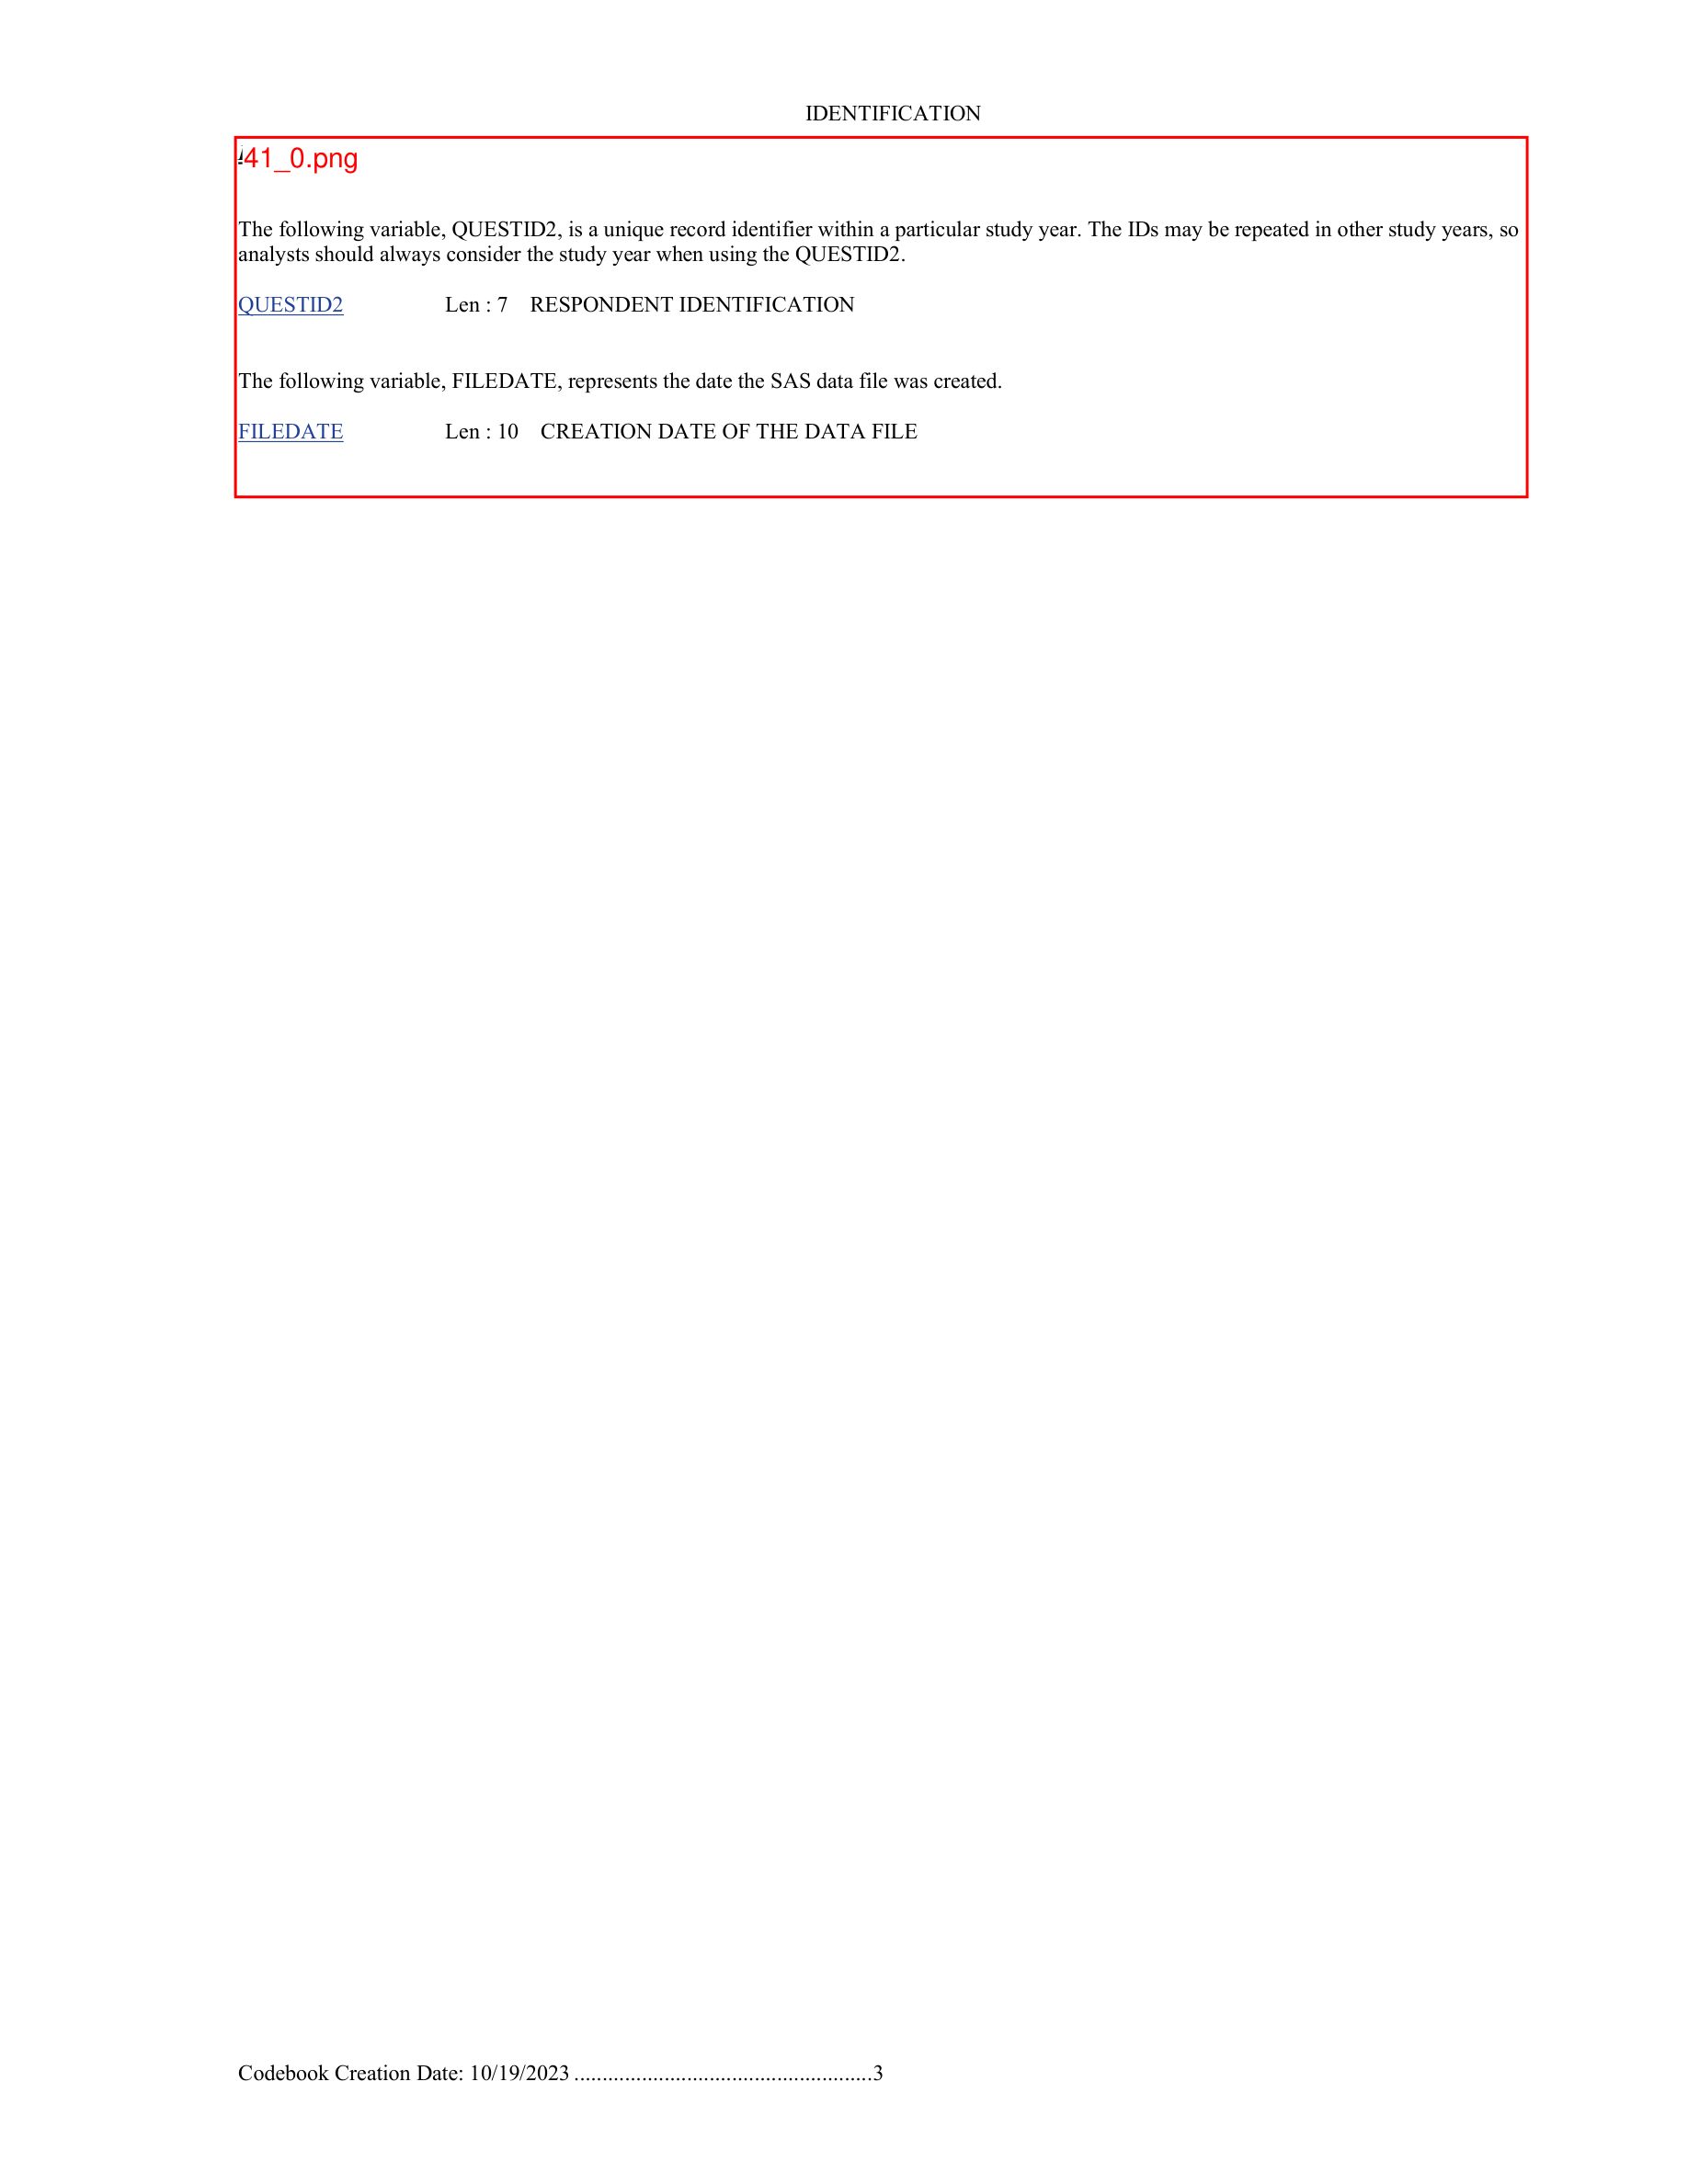 IDENTIFICATION
41_0.png
The following variable, QUESTID2, is a unique record identifier within a particular study year. The IDs may be repeated in other study years, so
analysts should always consider the study year when using the QUESTID2.
QUESTID2 Len : 7 RESPONDENT IDENTIFICATION
The following variable, FILEDATE, represents the date the SAS data file was created.
FILEDATE Len : 10 CREATION DATE OF THE DATA FILE
Codebook Creation Date: 10/19/2023 .....................................................3